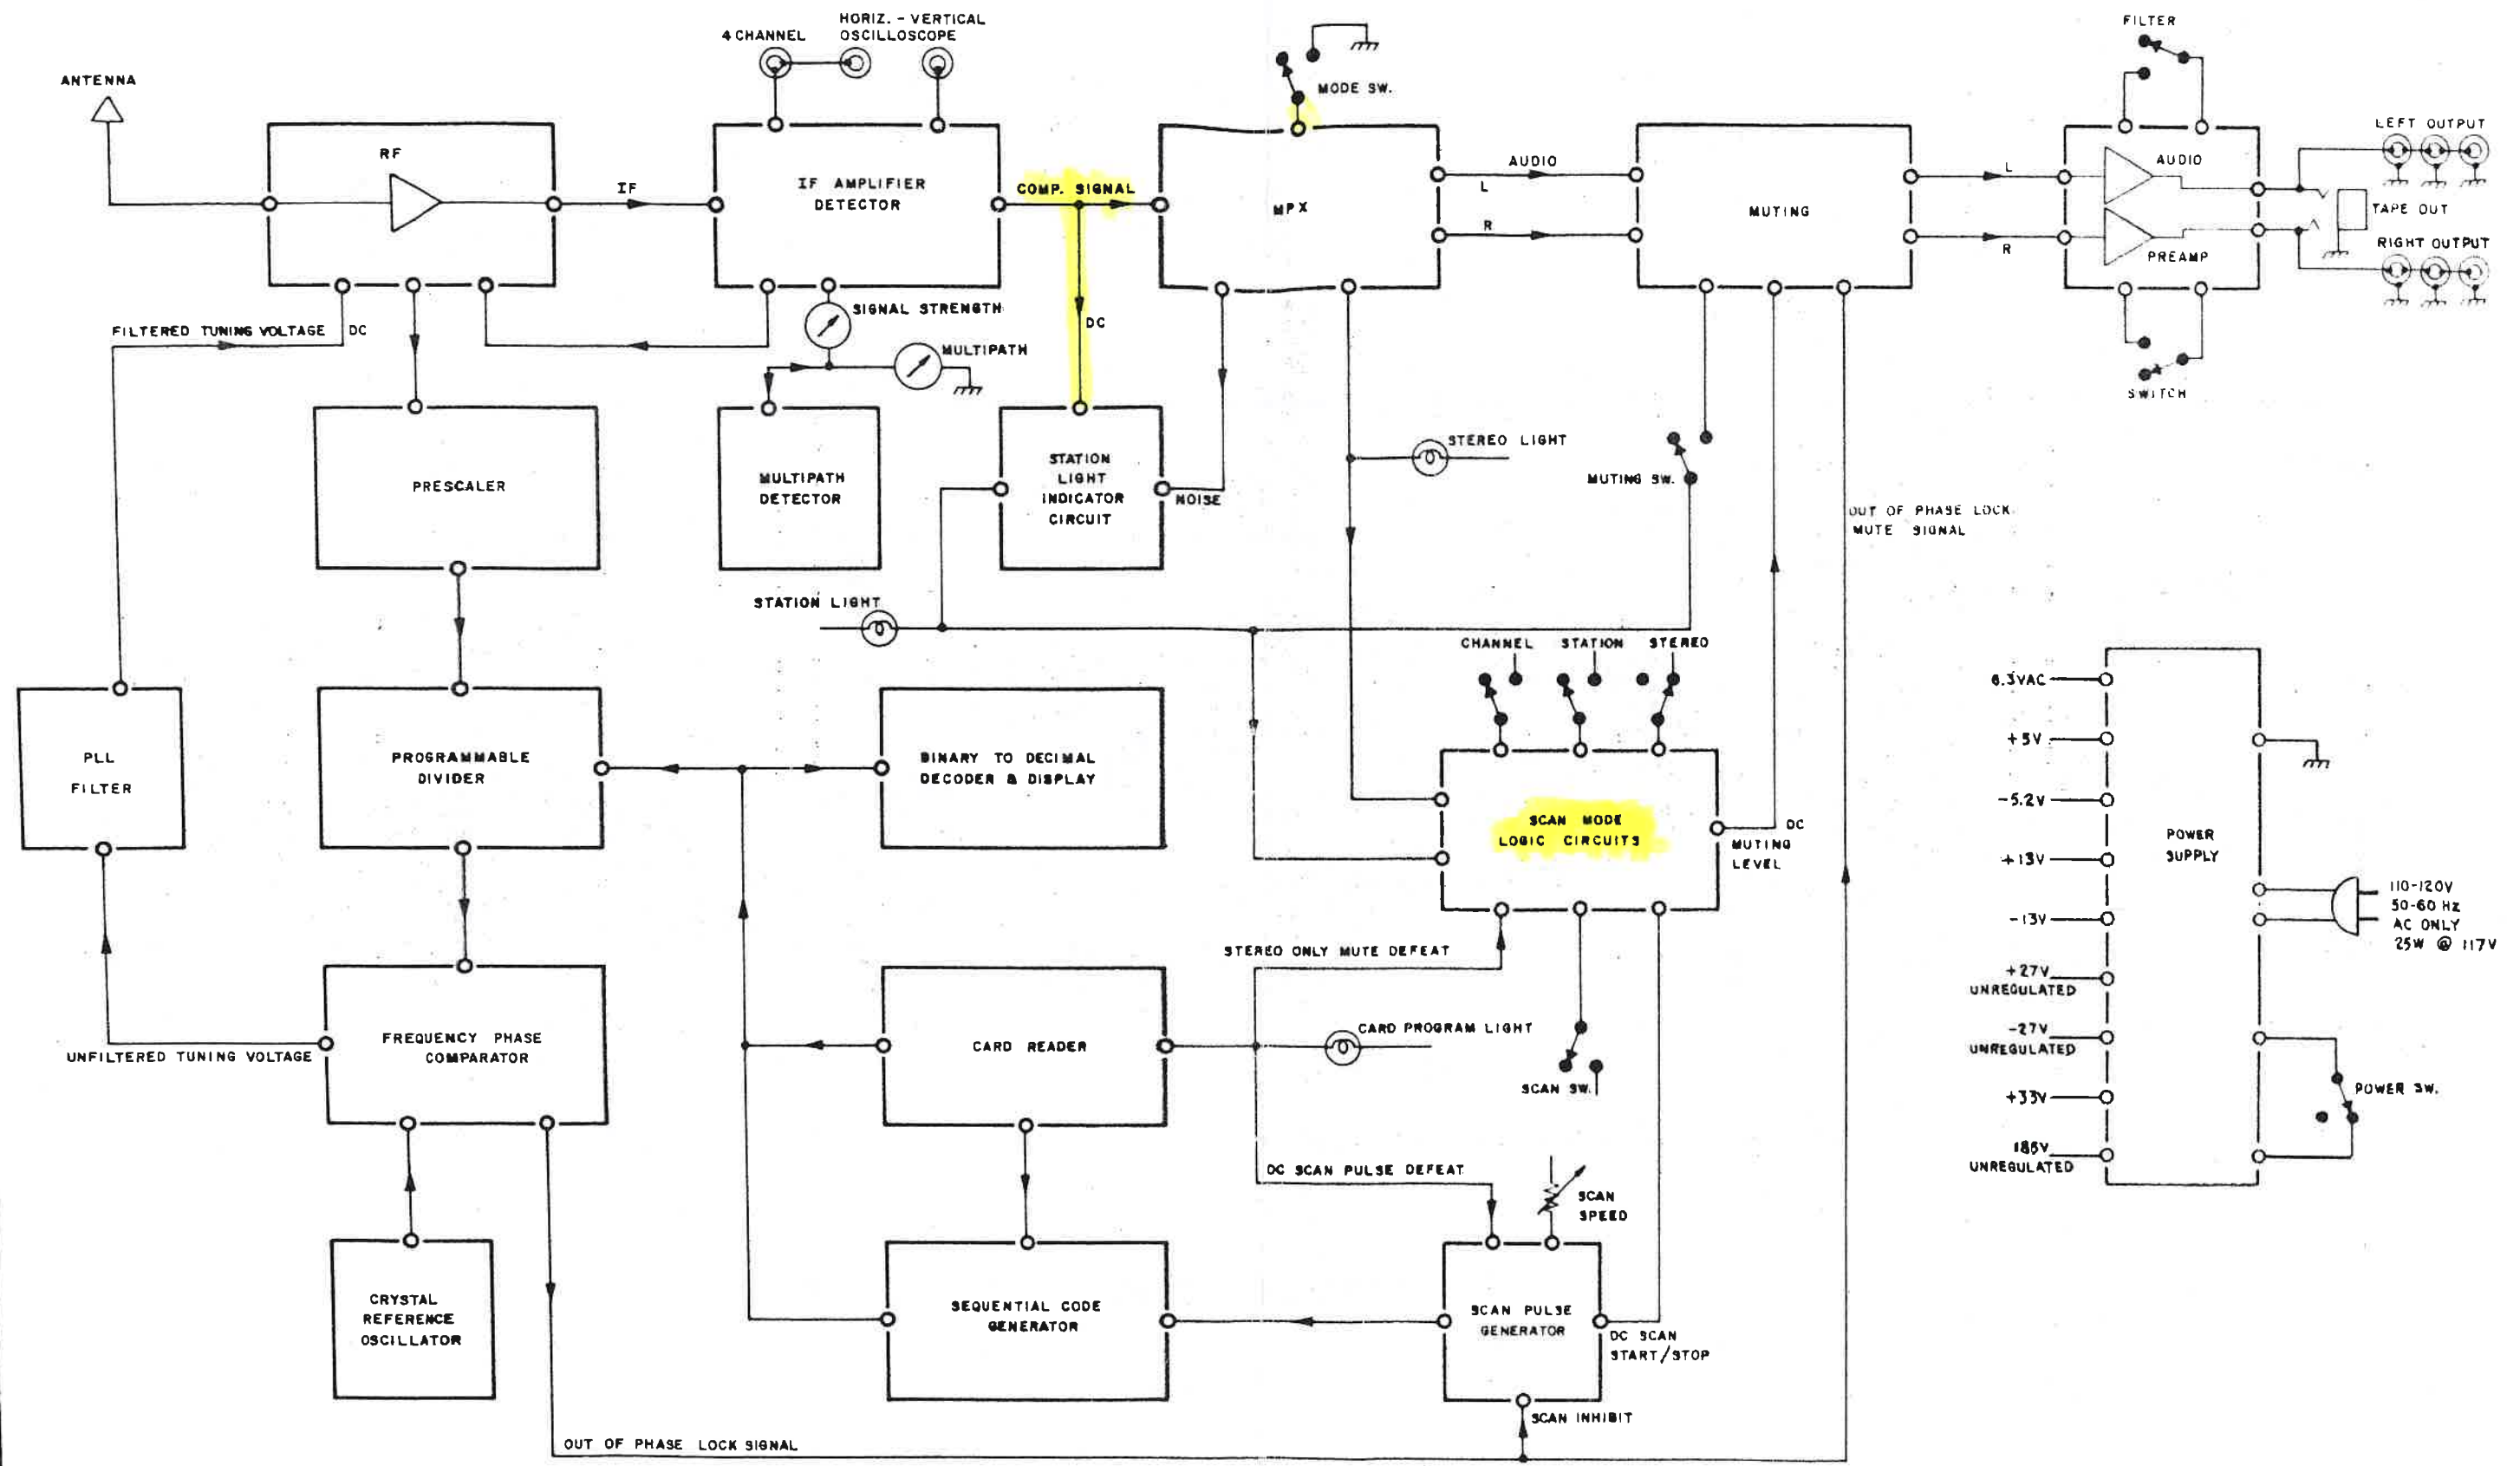 HORIZ. - VERTICAL
4 CHANNEL OSCILLOSCOPE
FILTER
ANTENNA
MODE SW.
RF
IF
IF AMPLIFIER
DETECTOR
COMP. SIGNAL
MPX
AUDIO
L
R
MUTING
L
R
AUDIO
PREAMP
LEFT OUTPUT
TAPE OUT
RIGHT OUTPUT
SWITCH
FILTERED TUNING VOLTAGE DC
SIGNAL STRENGTH
MULTIPATH
DC
PRESCALER
MULTIPATH
DETECTOR
STATION
LIGHT
INDICATOR
CIRCUIT
NOISE
STEREO LIGHT
MUTING SW.
OUT OF PHASE LOCK
MUTE SIGNAL
STATION LIGHT
CHANNEL STATION STEREO
PLL
FILTER
PROGRAMMABLE
DIVIDER
BINARY TO DECIMAL
DECODER & DISPLAY
SCAN MODE
LOGIC CIRCUITS
DC
MUTING
LEVEL
6.3VAC
+5V
-5.2V
+13V
-13V
+27V
UNREGULATED
-27V
UNREGULATED
+33V
185V
UNREGULATED
POWER
SUPPLY
110-120V
50-60 Hz
AC ONLY
25W @ 117V
POWER SW.
STEREO ONLY MUTE DEFEAT
UNFILTERED TUNING VOLTAGE
FREQUENCY PHASE
COMPARATOR
CARD READER
CARD PROGRAM LIGHT
SCAN SW.
DC SCAN PULSE DEFEAT
SCAN
SPEED
CRYSTAL
REFERENCE
OSCILLATOR
SEQUENTIAL CODE
GENERATOR
SCAN PULSE
GENERATOR
DC SCAN
START/STOP
SCAN INHIBIT
OUT OF PHASE LOCK SIGNAL